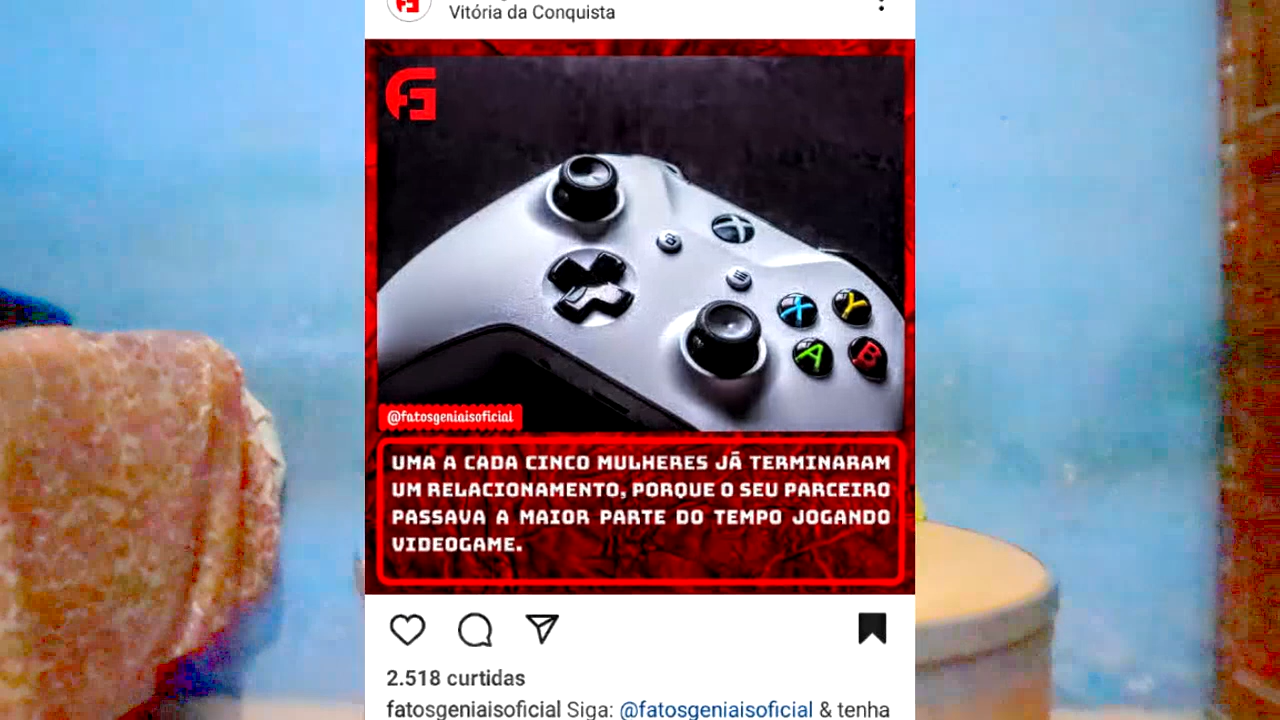 Vitória da Conquista
FG
X
Y
A
B
@fatosgeniaisoficial
UMA A CADA CINCO MULHERES JÁ TERMINARAM
UM RELACIONAMENTO, PORQUE O SEU PARCEIRO
PASSAVA A MAIOR PARTE DO TEMPO JOGANDO
VIDEOGAME.
2.518 curtidas
fatosgeniaisoficial Siga: @fatosgeniaisoficial & tenha